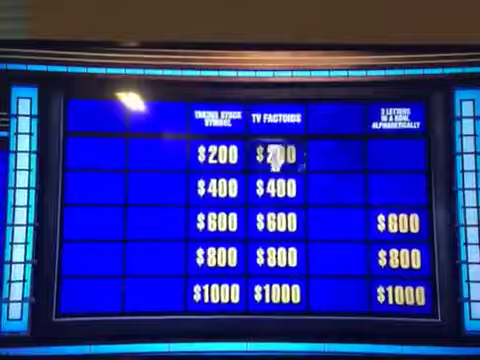 TAKING STOCK
SYMBOL
TV FACTOIDS
3 LETTERS
IN A ROW,
ALPHABETICALLY
$200 $200
$400 $400
$600 $600 $600
$800 $800 $800
$1000 $1000 $1000